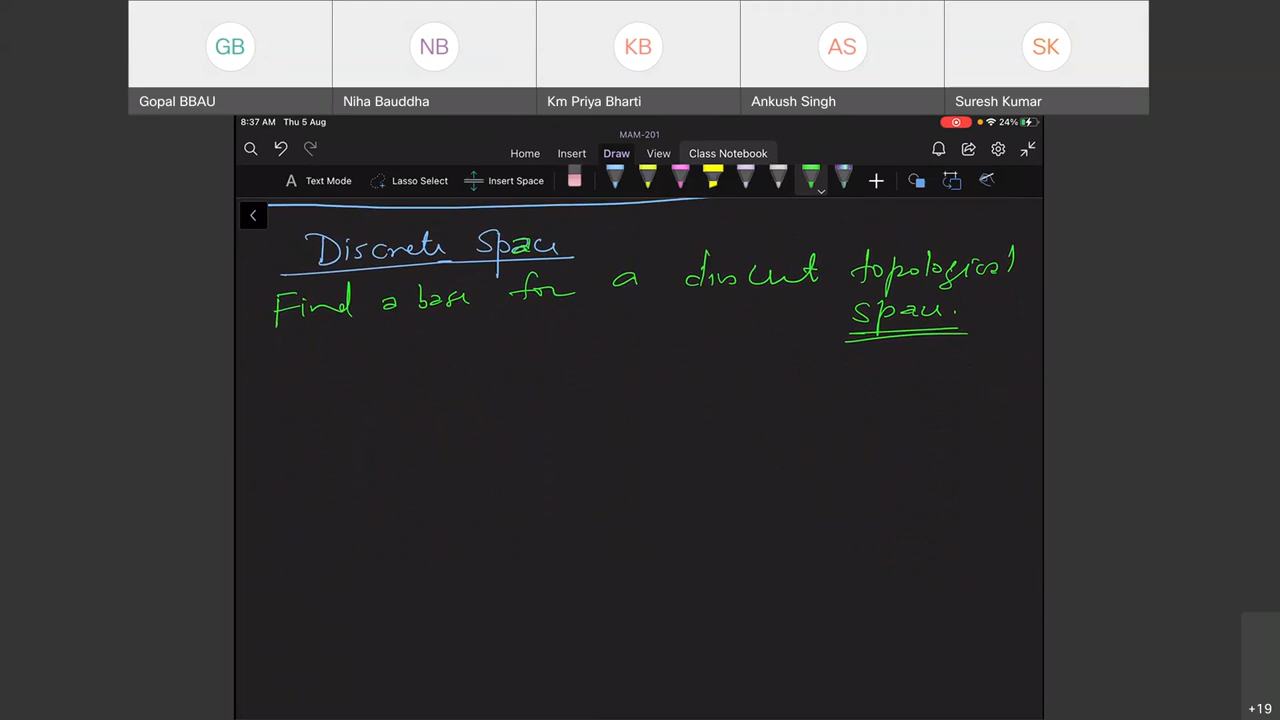 GB NB KB AS SK
Gopal BBAU Niha Bauddha Km Priya Bharti Ankush Singh Suresh Kumar
8:37 AM Thu 5 Aug 24%
MAM-201
Home Insert Draw View Class Notebook
A Text Mode Lasso Select Insert Space
Discrete Space
Find a base for a discrete topological
space.
+19